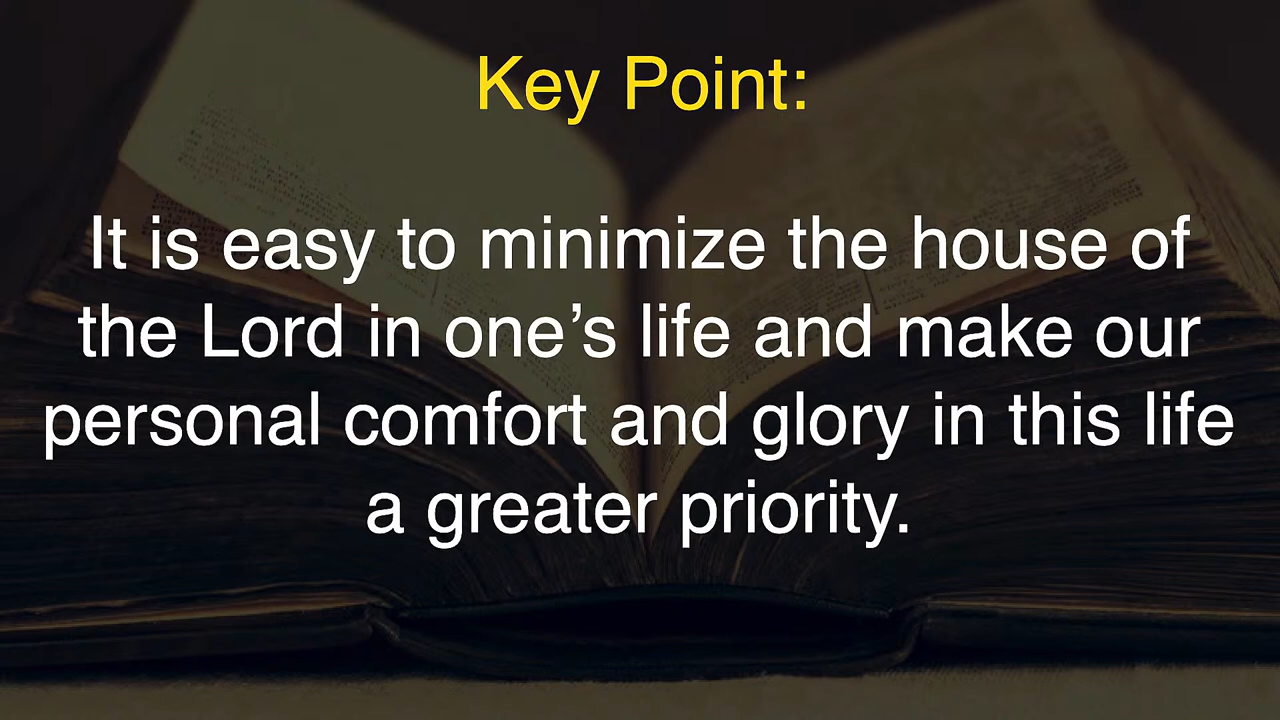 Key Point:
It is easy to minimize the house of
the Lord in one’s life and make our
personal comfort and glory in this life
a greater priority.